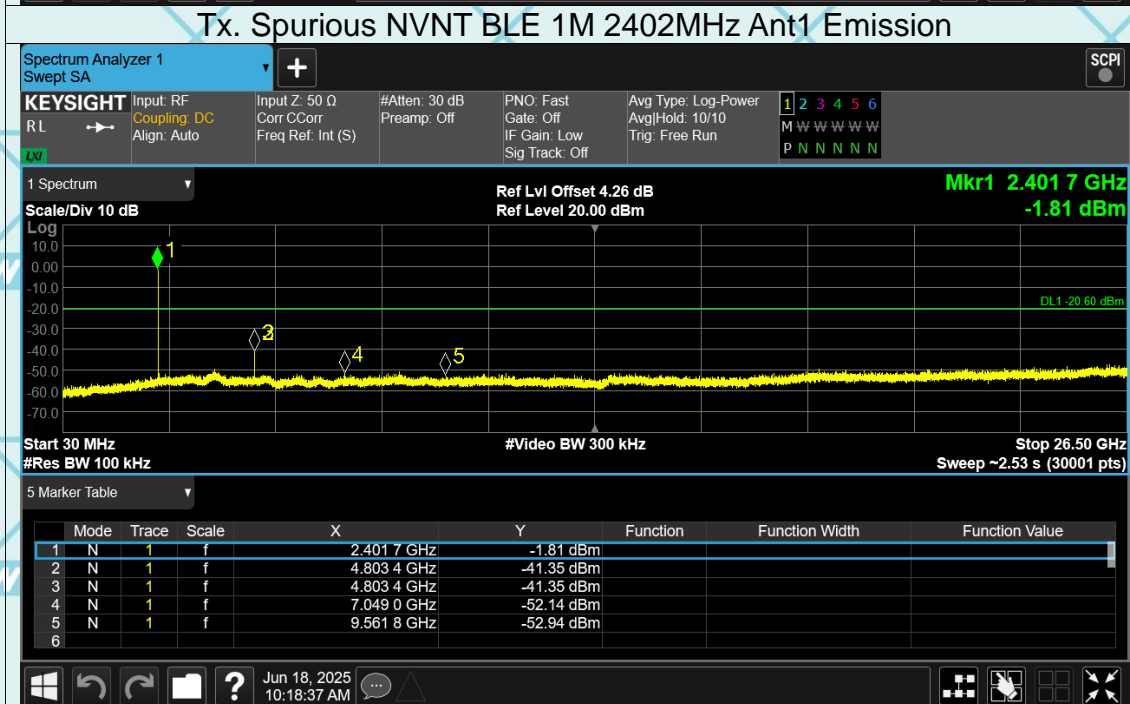 Tx. Spurious NVNT BLE 1M 2402MHz Ant1 Emission
Spectrum Analyzer 1
Swept SA
+
SCPI
KEYSIGHT Input: RF Input Z: 50 Ω #Atten: 30 dB PNO: Fast Avg Type: Log-Power 1 2 3 4 5 6
R L Coupling: DC Corr CCorr Preamp: Off Gate: Off Avg|Hold: 10/10 M W W W W W
Align: Auto Freq Ref: Int (S) IF Gain: Low Trig: Free Run P N N N N N
LXI Sig Track: Off
1 Spectrum Ref Lvl Offset 4.26 dB Mkr1 2.401 7 GHz
Scale/Div 10 dB Ref Level 20.00 dBm -1.81 dBm
Log
1
10.0
0.00
-10.0
DL1 -20.60 dBm
-20.0
-30.0
4
5
-40.0
-50.0
-60.0
-70.0
Start 30 MHz #Video BW 300 kHz Stop 26.50 GHz
#Res BW 100 kHz Sweep ~2.53 s (30001 pts)
5 Marker Table
Mode Trace Scale X Y Function Function Width Function Value
1 N 1 f 2.401 7 GHz -1.81 dBm
2 N 1 f 4.803 4 GHz -41.35 dBm
3 N 1 f 4.803 4 GHz -41.35 dBm
4 N 1 f 7.049 0 GHz -52.14 dBm
5 N 1 f 9.561 8 GHz -52.94 dBm
6
? Jun 18, 2025
10:18:37 AM